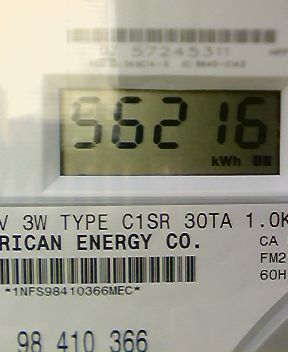 57245311
56216
kWh
V 3W TYPE C1SR 30TA 1.0K
RICAN ENERGY CO.
CA
FM2
60H
*1NFS98410366MEC*
98 410 366